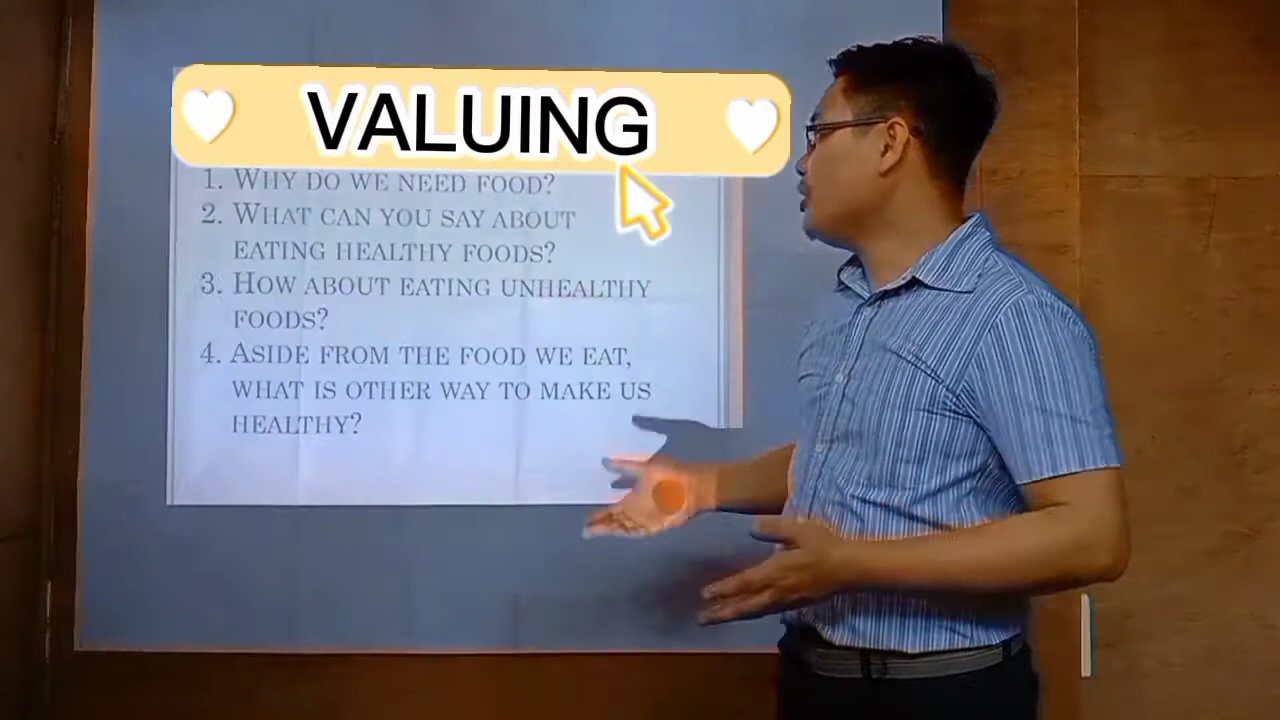 VALUING
1. WHY DO WE NEED FOOD?
2. WHAT CAN YOU SAY ABOUT
EATING HEALTHY FOODS?
3. HOW ABOUT EATING UNHEALTHY
FOODS?
4. ASIDE FROM THE FOOD WE EAT,
WHAT IS OTHER WAY TO MAKE US
HEALTHY?